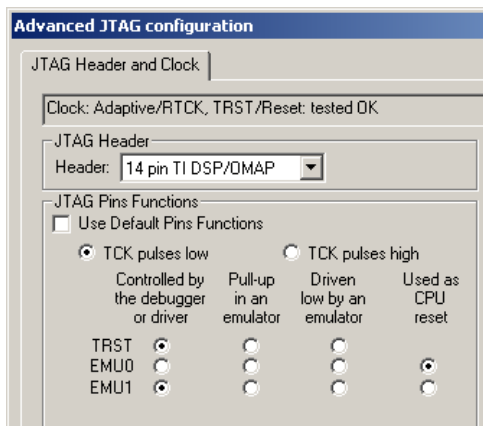 Advanced JTAG configuration
JTAG Header and Clock
Clock: Adaptive/RTCK, TRST/Reset: tested OK
JTAG Header
Header: 14 pin TI DSP/OMAP
JTAG Pins Functions
Use Default Pins Functions
TCK pulses low TCK pulses high
Controlled by Pull-up Driven Used as
the debugger in an low by an CPU
or driver emulator emulator reset
TRST
EMU0
EMU1